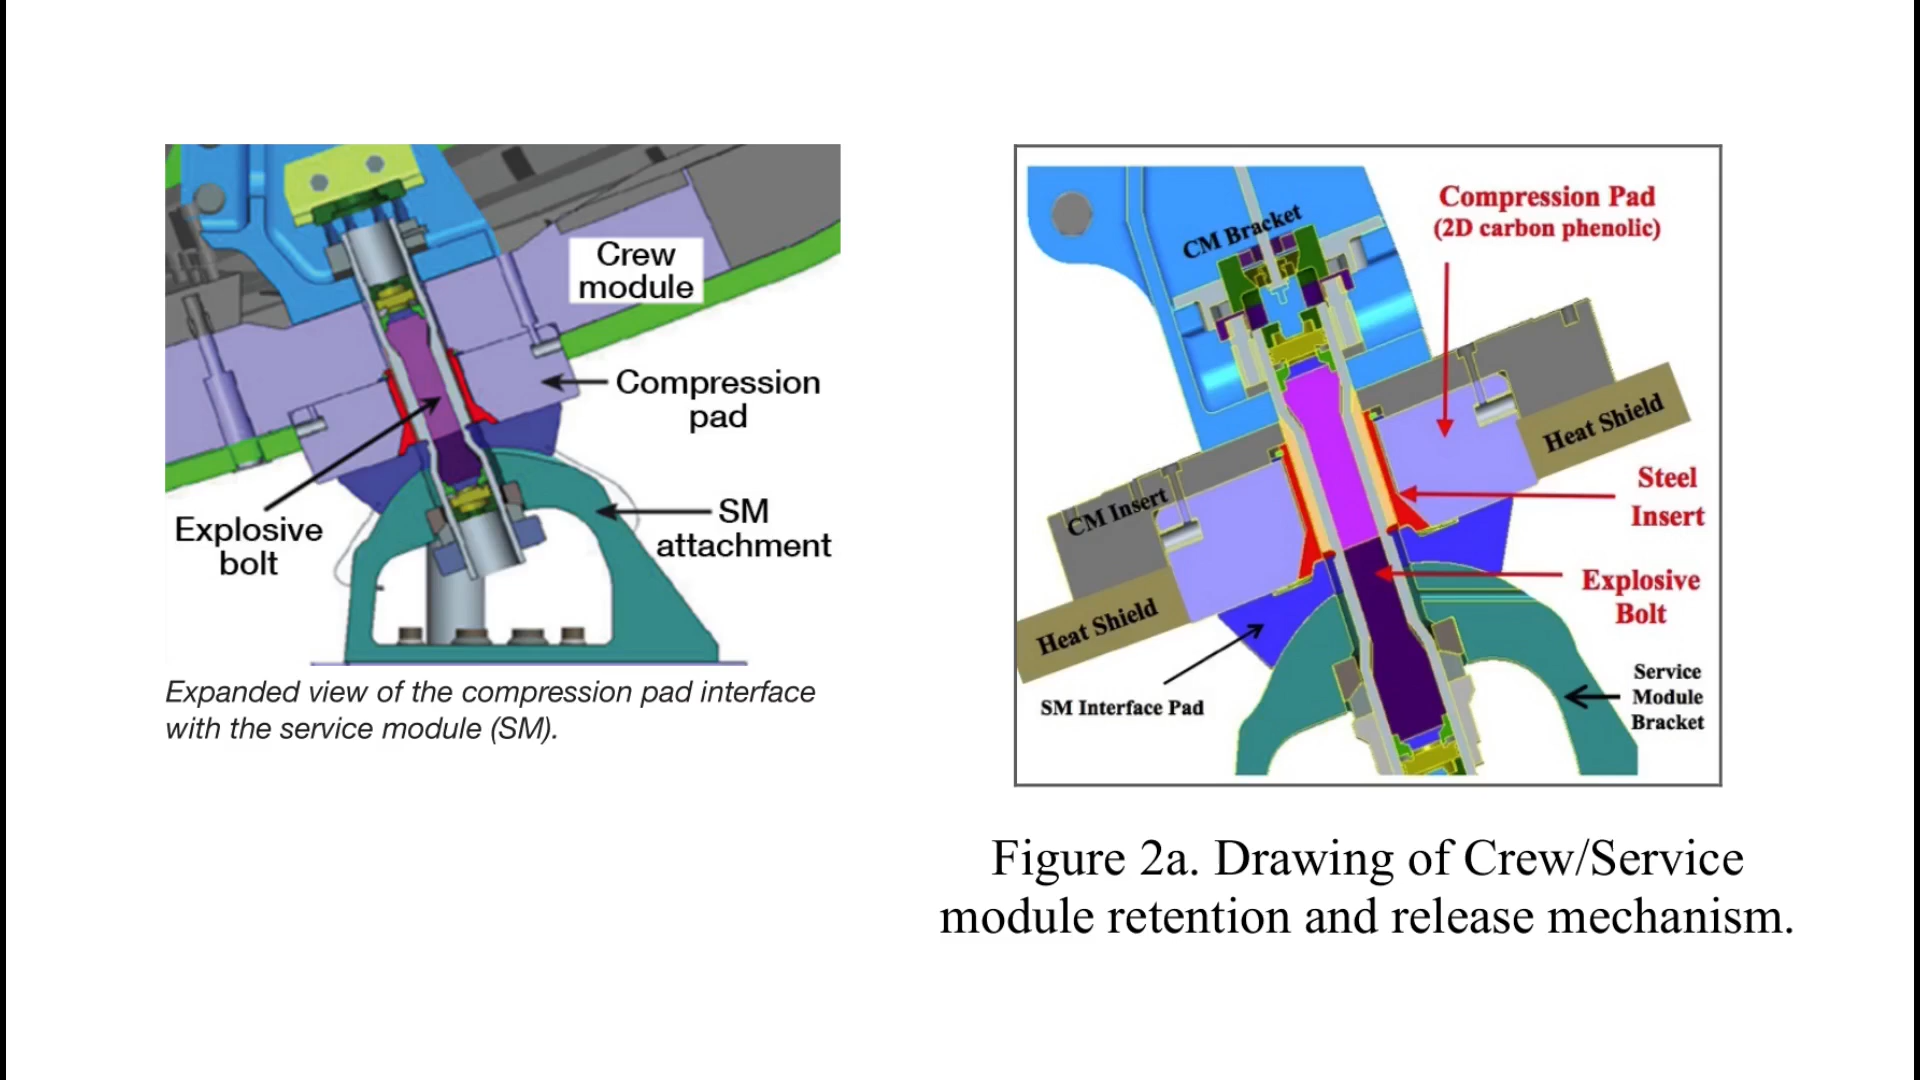 Crew
module
Compression
pad
Explosive
bolt
SM
attachment
Expanded view of the compression pad interface
with the service module (SM).
Compression Pad
(2D carbon phenolic)
CM Bracket
Heat Shield
CM Insert
Steel
Insert
Explosive
Bolt
Heat Shield
SM Interface Pad
Service
Module
Bracket
Figure 2a. Drawing of Crew/Service
module retention and release mechanism.